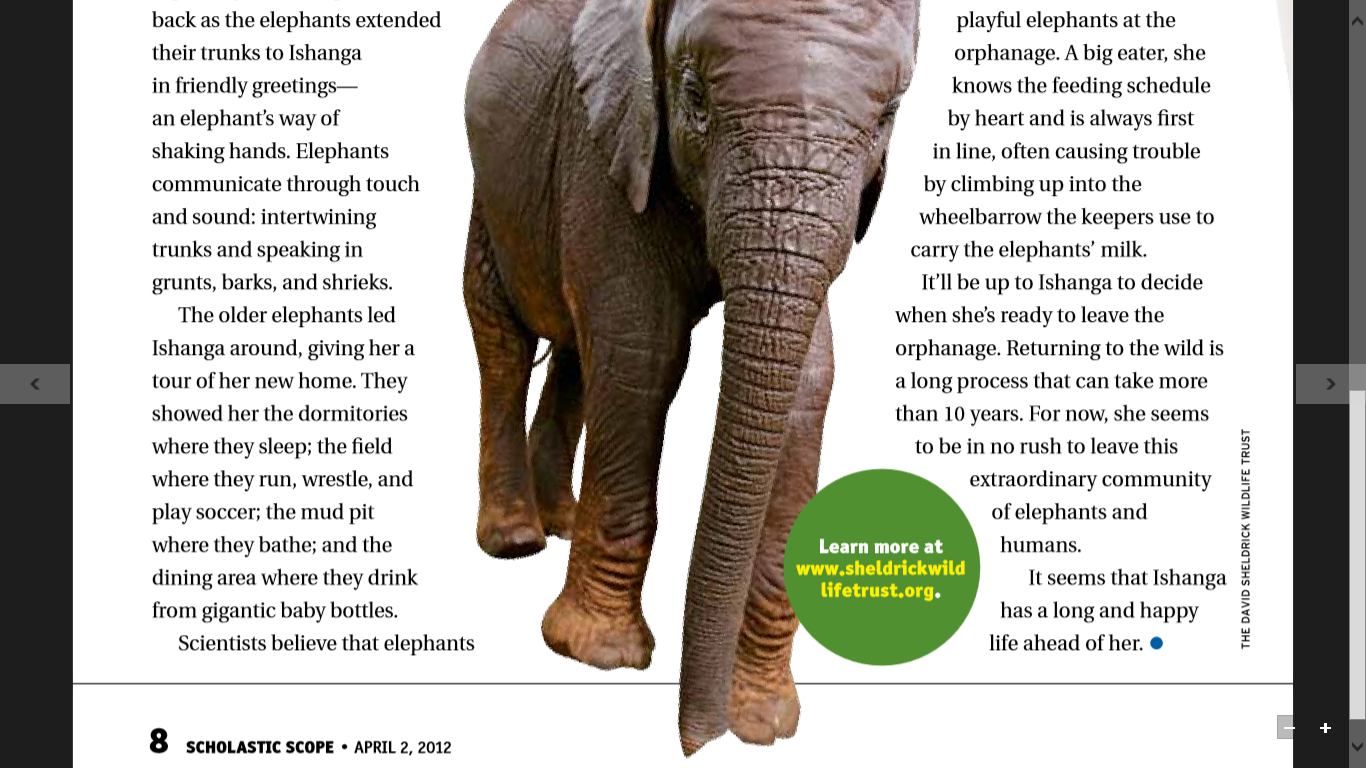 back as the elephants extended
their trunks to Ishanga
in friendly greetings—
an elephant’s way of
shaking hands. Elephants
communicate through touch
and sound: intertwining
trunks and speaking in
grunts, barks, and shrieks.
The older elephants led
Ishanga around, giving her a
tour of her new home. They
showed her the dormitories
where they sleep; the field
where they run, wrestle, and
play soccer; the mud pit
where they bathe; and the
dining area where they drink
from gigantic baby bottles.
Scientists believe that elephants
playful elephants at the
orphanage. A big eater, she
knows the feeding schedule
by heart and is always first
in line, often causing trouble
by climbing up into the
wheelbarrow the keepers use to
carry the elephants’ milk.
It’ll be up to Ishanga to decide
when she’s ready to leave the
orphanage. Returning to the wild is
a long process that can take more
than 10 years. For now, she seems
to be in no rush to leave this
extraordinary community
of elephants and
humans.
It seems that Ishanga
has a long and happy
life ahead of her.
Learn more at
www.sheldrickwild
lifetrust.org.
THE DAVID SHELDRICK WILDLIFE TRUST
8 SCHOLASTIC SCOPE • APRIL 2, 2012